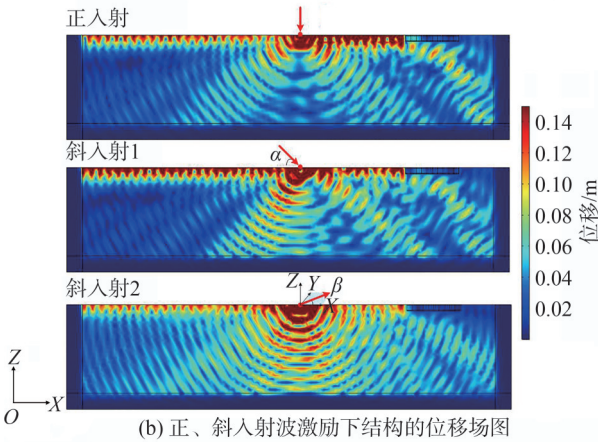 正入射
斜入射1
α
斜入射2
Z
Y
β
X
Z
O
X
0.14
0.12
0.10
0.08
0.06
0.04
0.02
位移/m
(b) 正、斜入射波激励下结构的位移场图